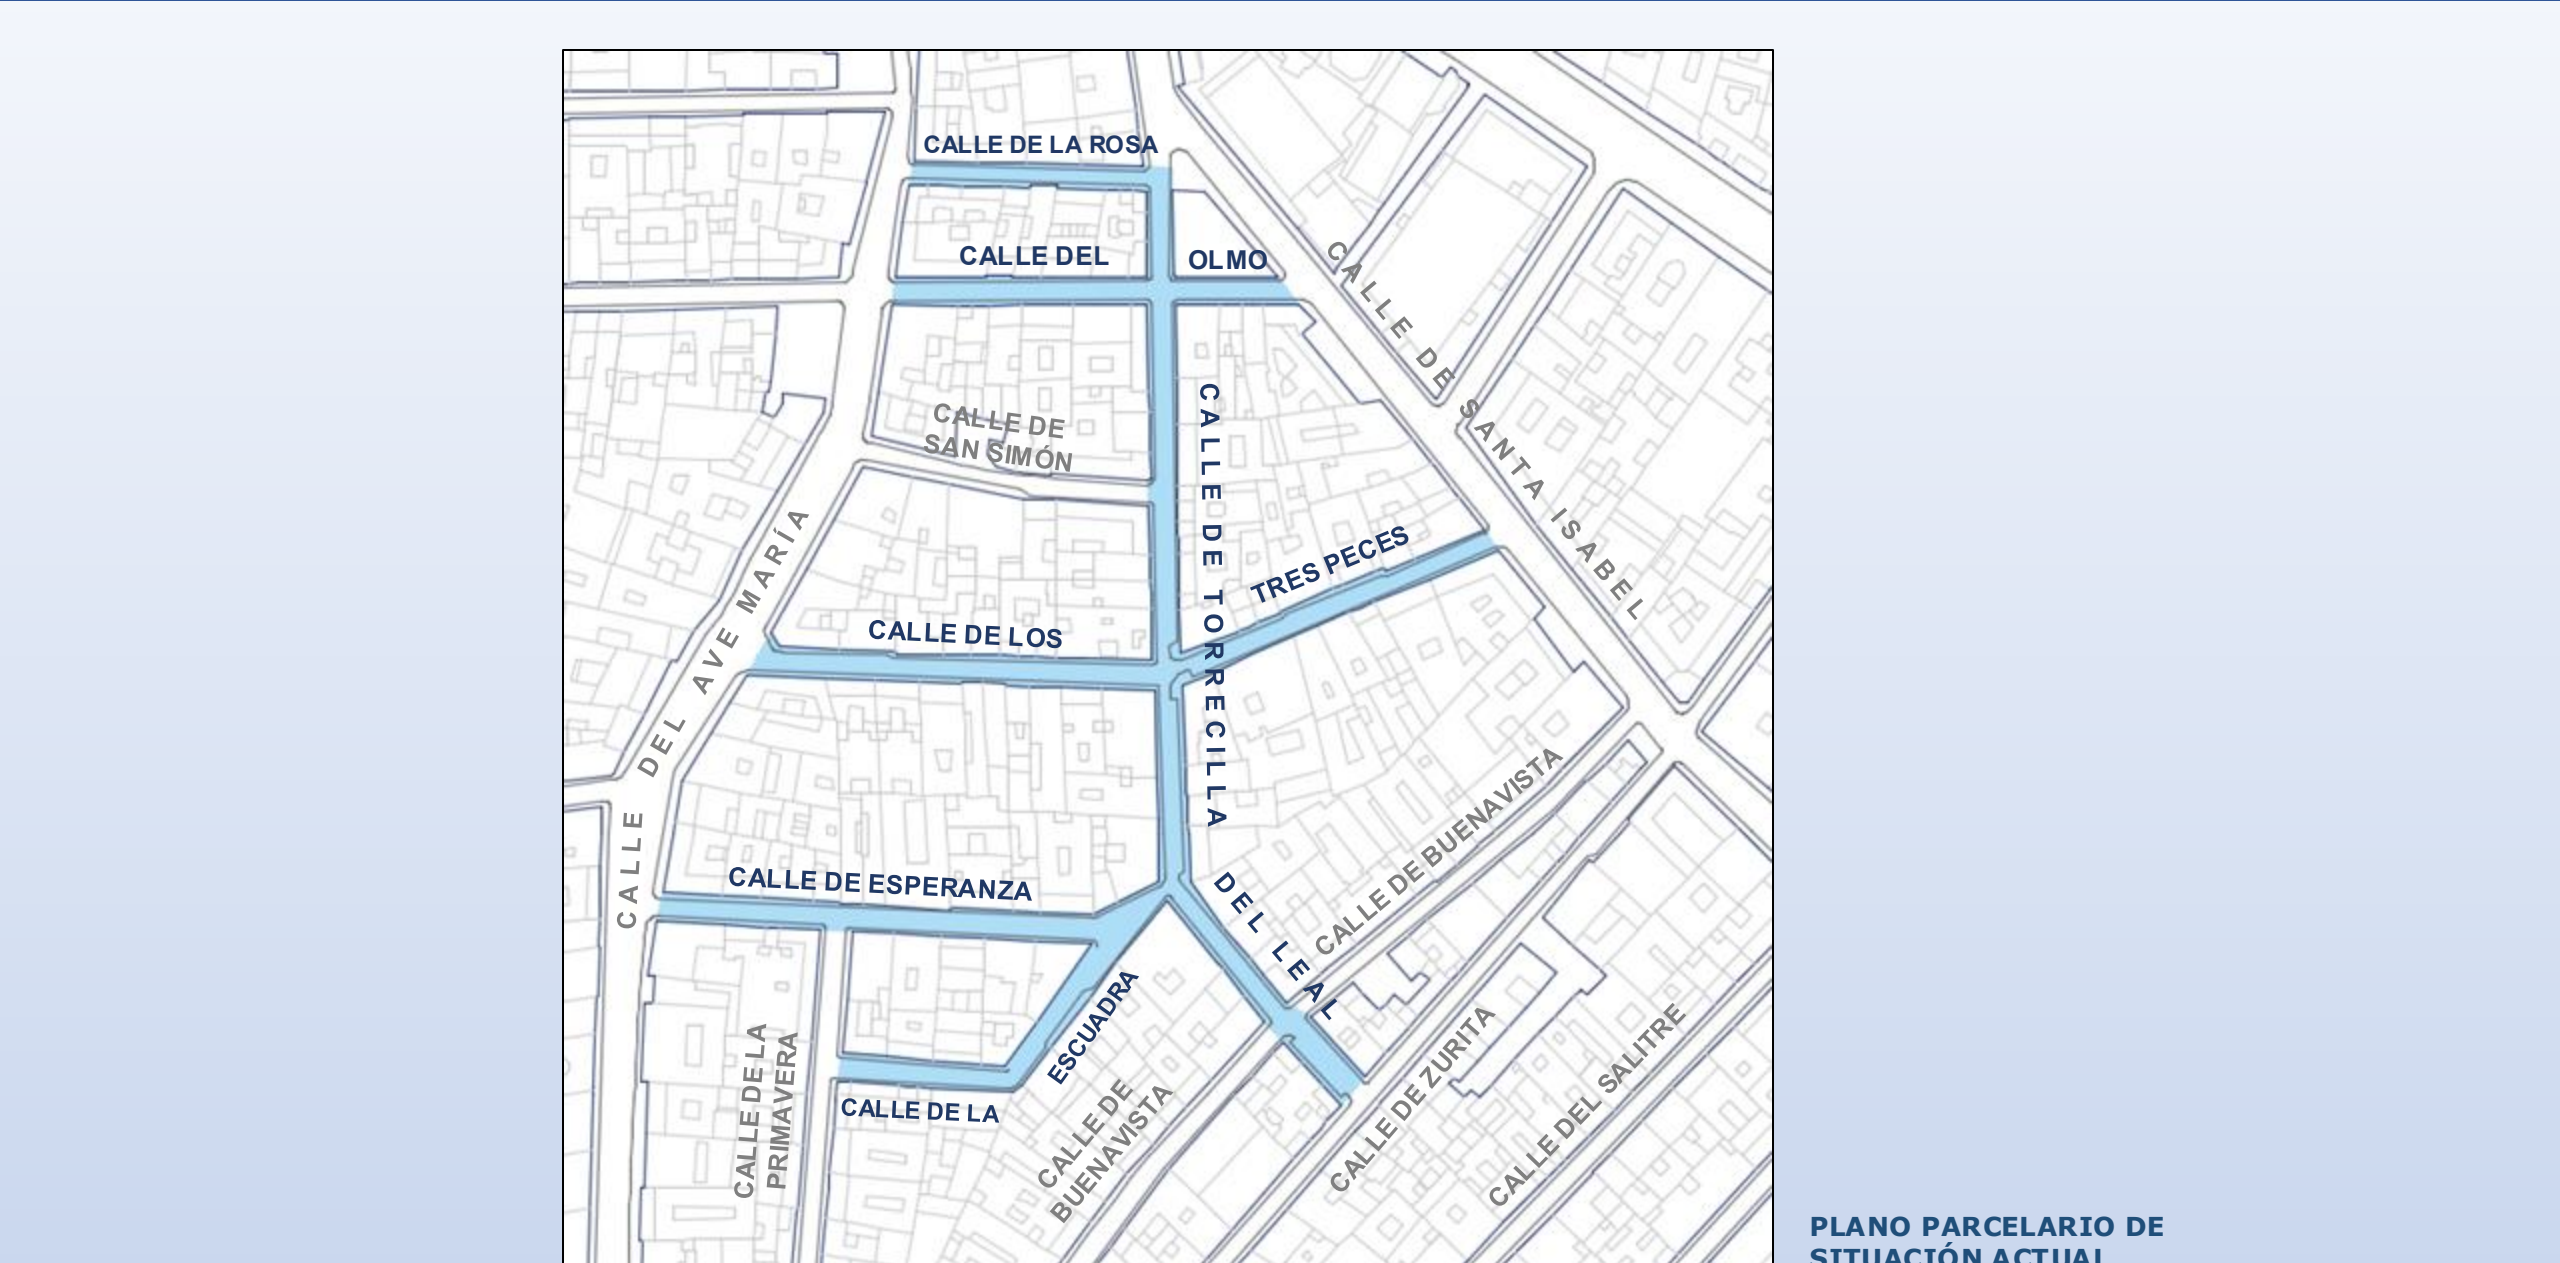 CALLE DE LA ROSA
CALLE DEL OLMO
CALLE DE SANTA ISABEL
CALLE DE
SAN SIMÓN
CALLE DE TORRECILLA DEL LEAL
CALLE DEL AVE MARÍA
CALLE DE LOS TRES PECES
CALLE DE BUENAVISTA
CALLE DE ESPERANZA
CALLE DE LA ESCUADRA
CALLE DE LA
PRIMAVERA
CALLE DE
BUENAVISTA
CALLE DE ZURITA
CALLE DEL SALITRE
PLANO PARCELARIO DE
SITUACIÓN ACTUAL